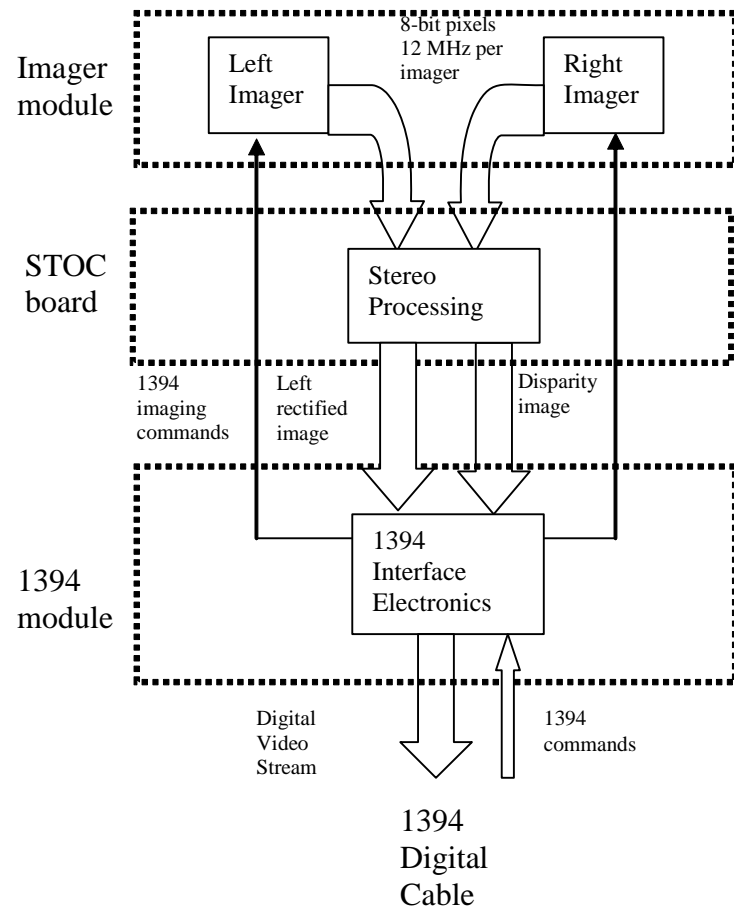 Imager
module
Left
Imager
8-bit pixels
12 MHz per
imager
Right
Imager
STOC
board
Stereo
Processing
1394
imaging
commands
Left
rectified
image
Disparity
image
1394
module
1394
Interface
Electronics
Digital
Video
Stream
1394
commands
1394
Digital
Cable